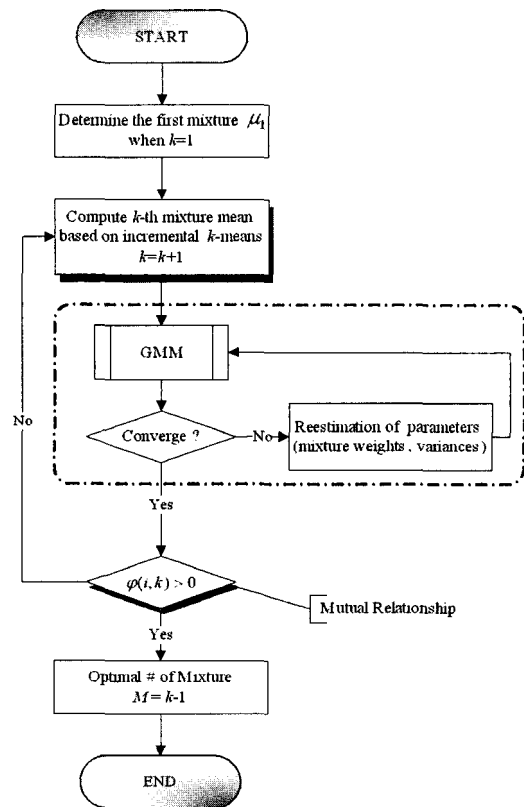 START
Determine the first mixture μ₁
when k=1
Compute k-th mixture mean
based on incremental k-means
k=k+1
GMM
No
Converge ?
No
Reestimation of parameters
(mixture weights , variances)
Yes
φ(i,k) > 0
Mutual Relationship
Yes
Optimal # of Mixture
M = k-1
END